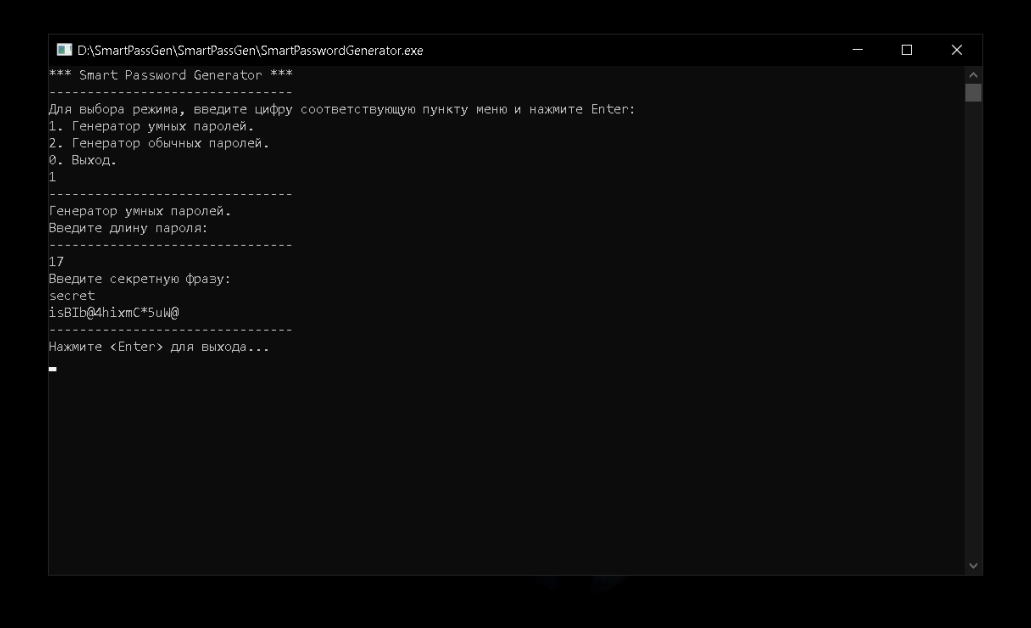 D:\SmartPassGen\SmartPassGen\SmartPasswordGenerator.exe
*** Smart Password Generator ***
--------------------------------
Для выбора режима, введите цифру соответствующую пункту меню и нажмите Enter:
1. Генератор умных паролей.
2. Генератор обычных паролей.
0. Выход.
1
--------------------------------
Генератор умных паролей.
Введите длину пароля:
--------------------------------
17
Введите секретную фразу:
secret
isBIb@4hixmC*5uW@
--------------------------------
Нажмите <Enter> для выхода...